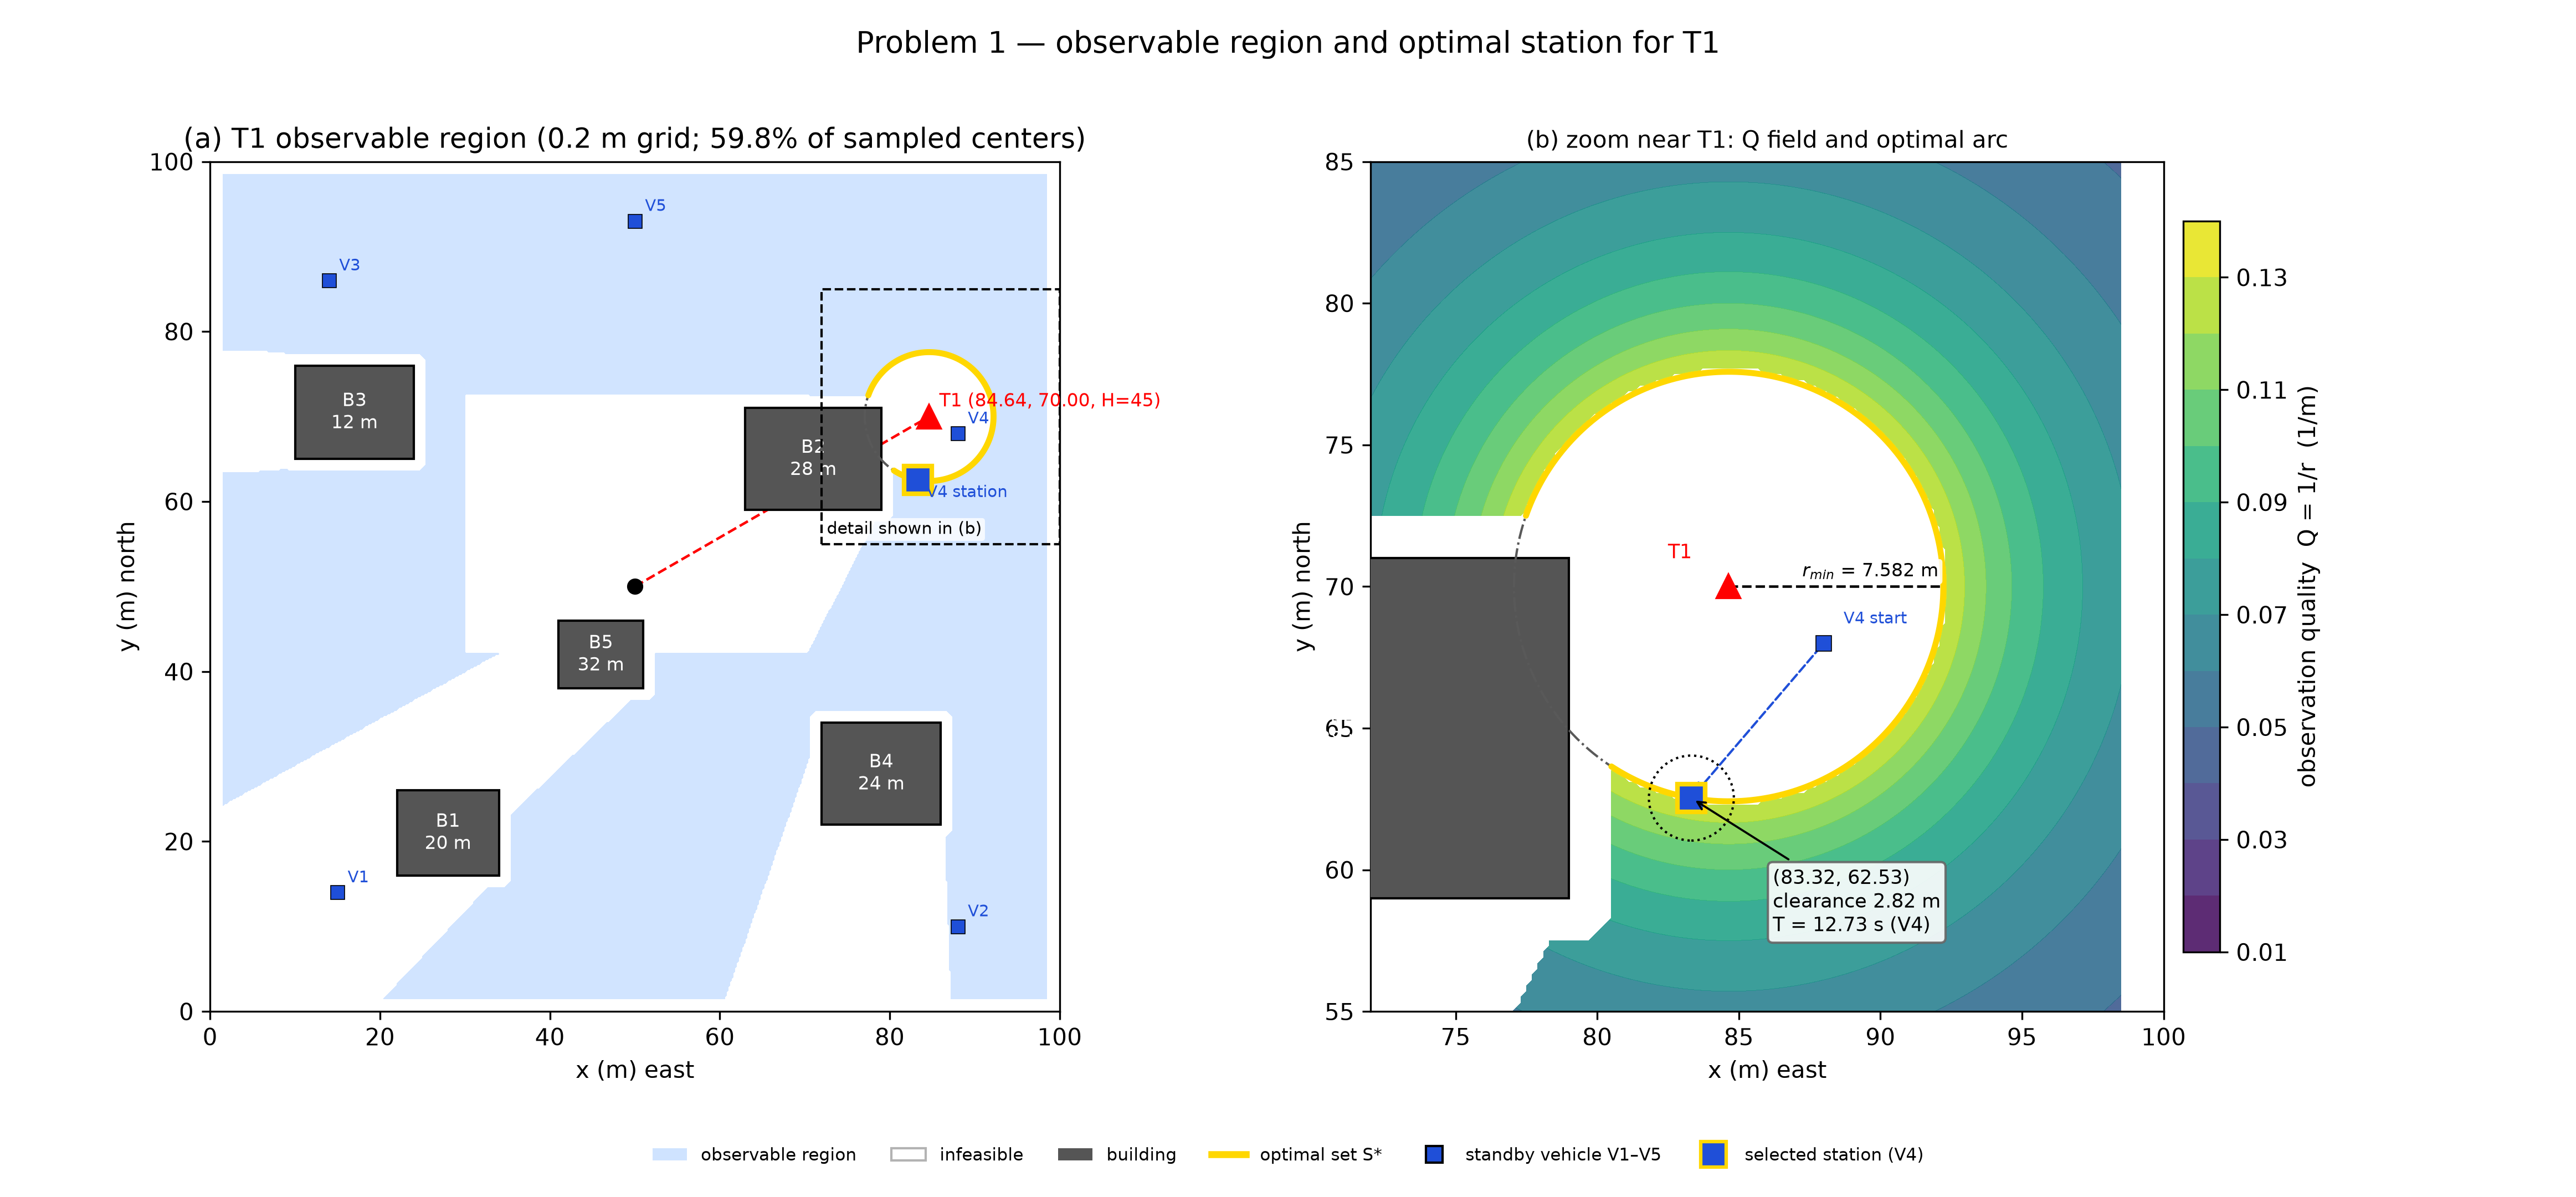 Problem 1 — observable region and optimal station for T1
(a) T1 observable region (0.2 m grid; 59.8% of sampled centers)
100
80
60
40
20
0
y (m) north
V5
V3
B3
12 m
T1 (84.64, 70.00, H=45)
V4
B2
28 m
V4 station
detail shown in (b)
B5
32 m
B4
24 m
B1
20 m
V1
V2
0
20
40
60
80
100
x (m) east
(b) zoom near T1: Q field and optimal arc
85
80
75
70
65
60
55
y (m) north
T1
r_min = 7.582 m
V4 start
(83.32, 62.53)
clearance 2.82 m
T = 12.73 s (V4)
75
80
85
90
95
100
x (m) east
0.13
0.11
0.09
0.07
0.05
0.03
0.01
observation quality Q = 1/r (1/m)
observable region
infeasible
building
optimal set S*
standby vehicle V1–V5
selected station (V4)